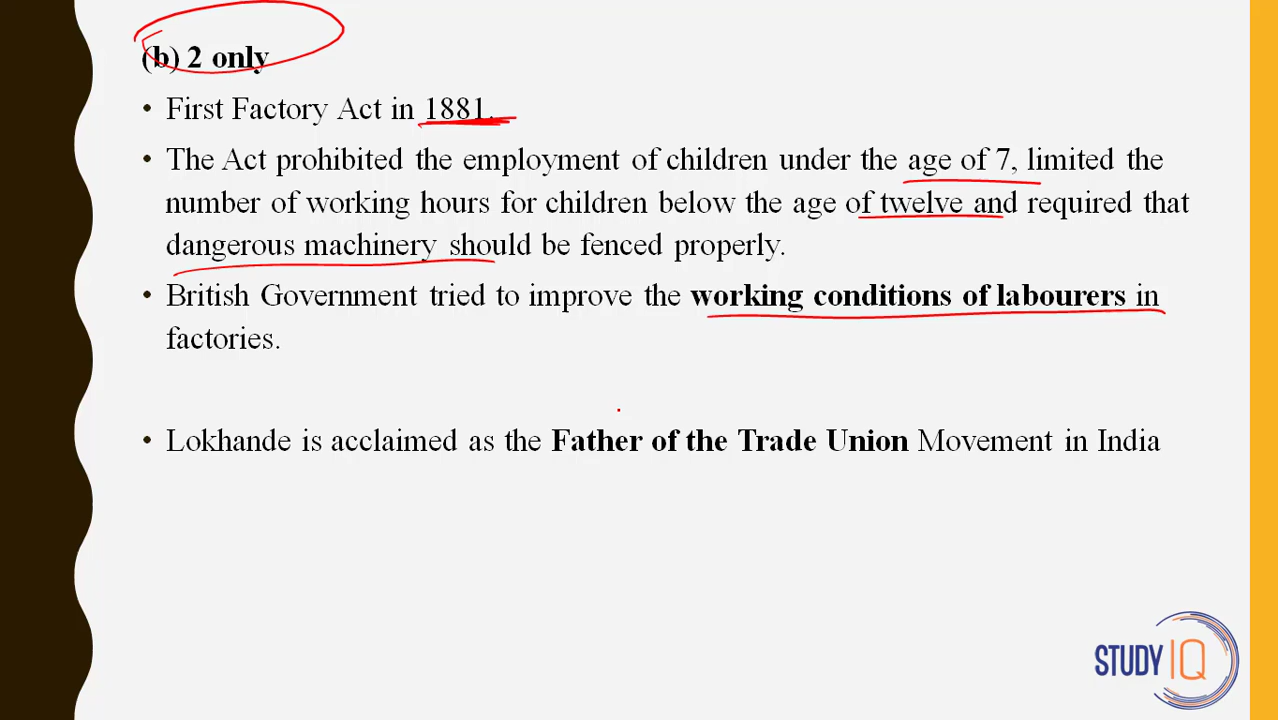 (b) 2 only
• First Factory Act in 1881.
• The Act prohibited the employment of children under the age of 7, limited the
number of working hours for children below the age of twelve and required that
dangerous machinery should be fenced properly.
• British Government tried to improve the working conditions of labourers in
factories.
• Lokhande is acclaimed as the Father of the Trade Union Movement in India
STUDY IQ